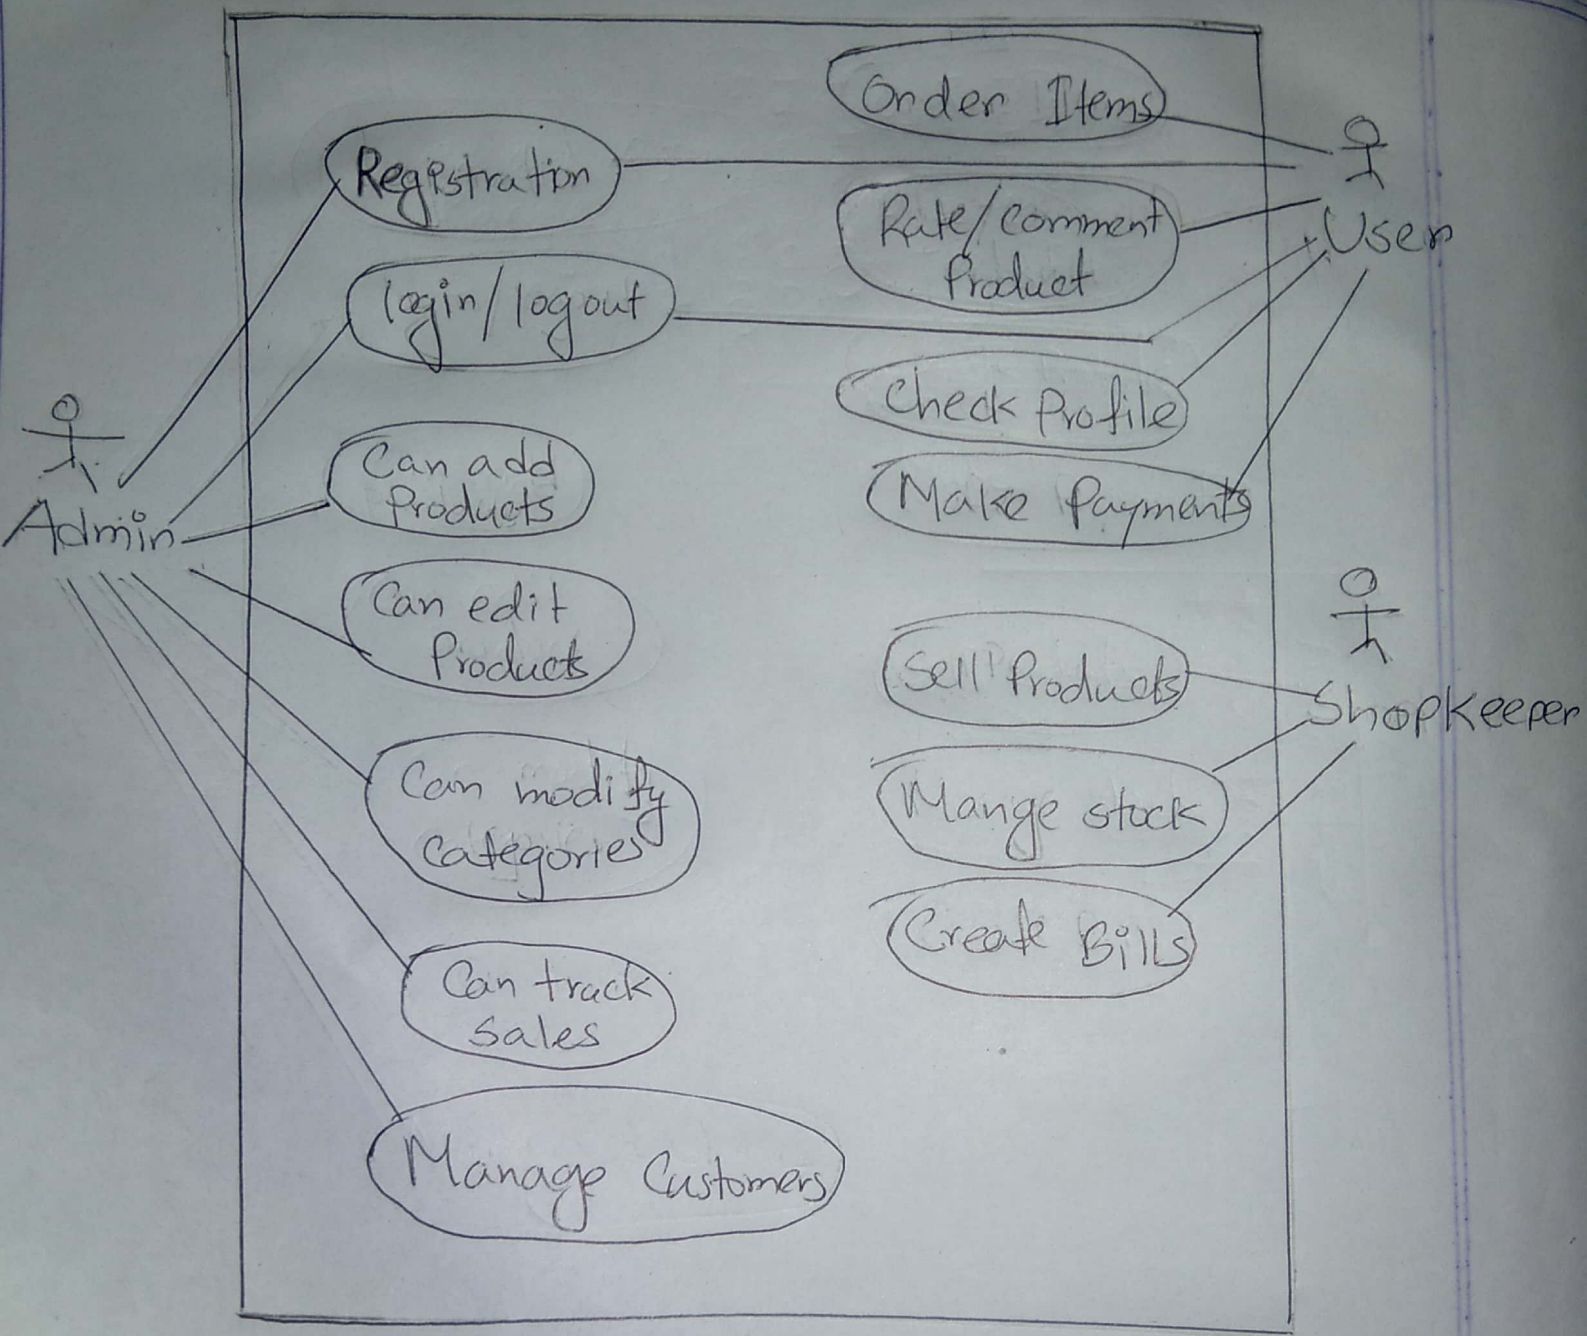 Order Items
Registration
Rate/Comment
Product
User
login/logout
Check Profile
Can add
Products
Make Payments
Admin
Can edit
Products
Sell Products
Shopkeeper
Can modify
Categories
Mange stock
Create Bills
Can track
Sales
Manage Customers